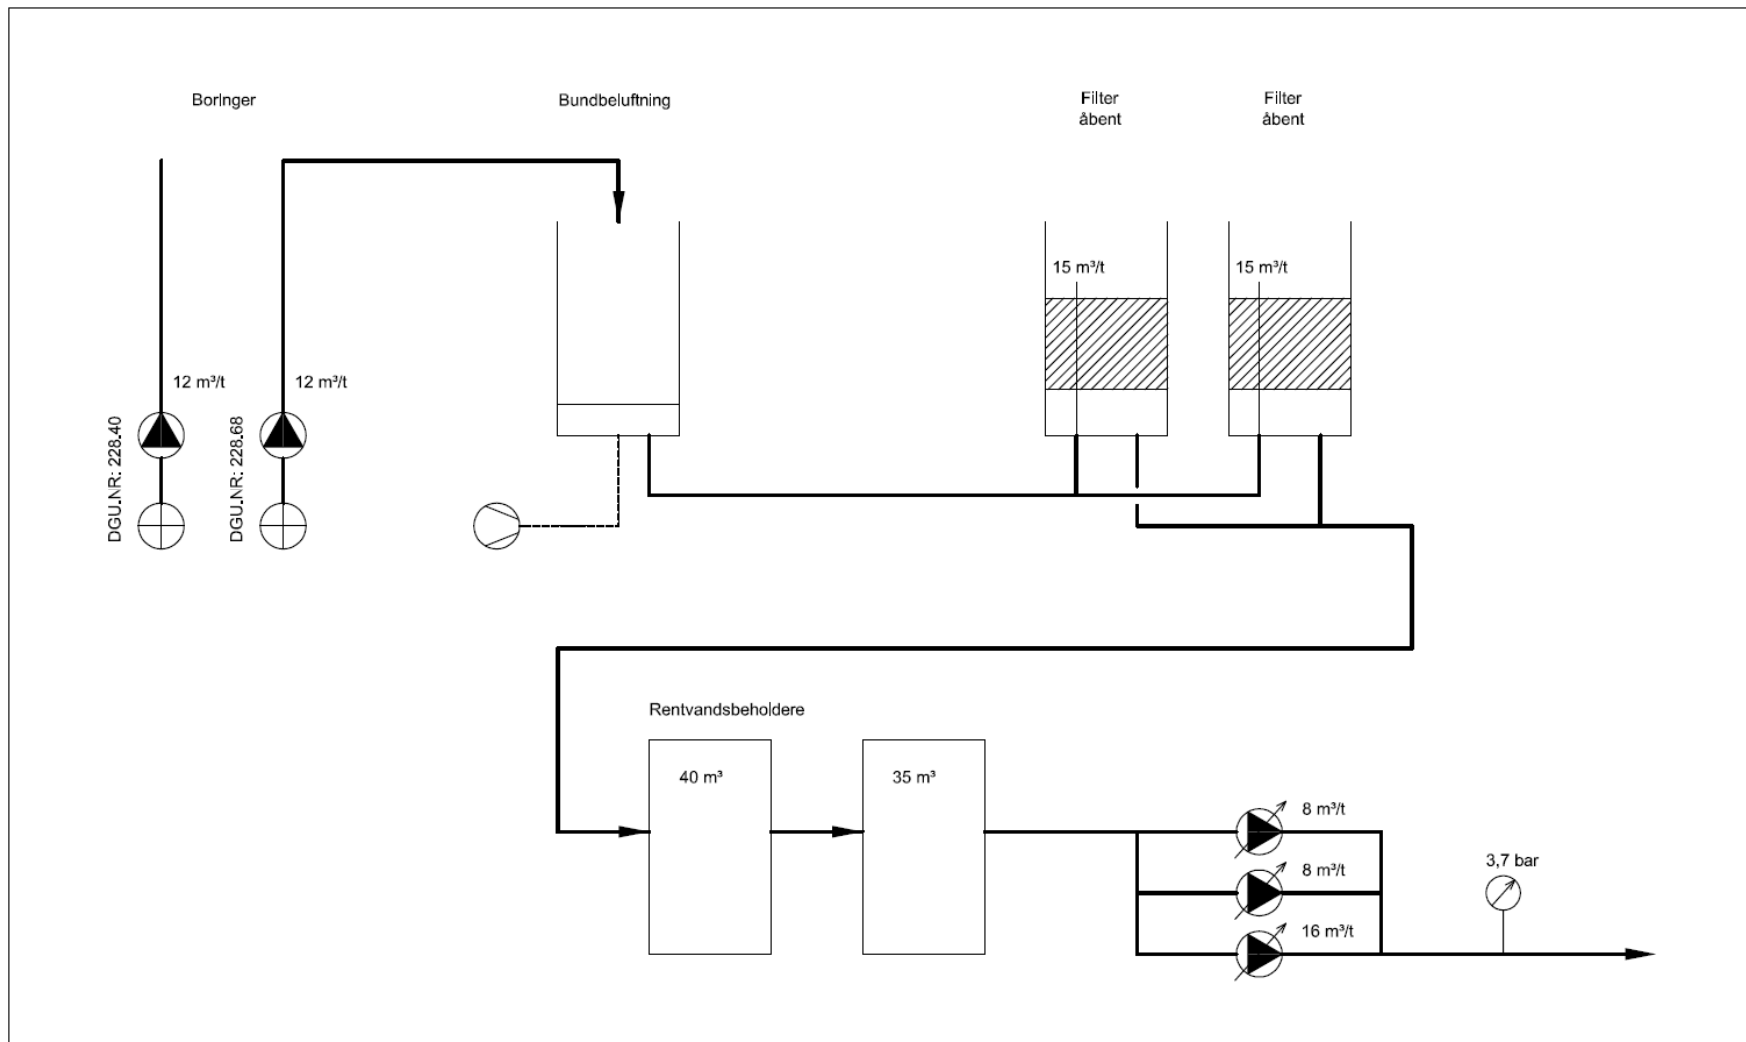 Boringer
Bundbeluftning
Filter
åbent
Filter
åbent
15 m³/t
15 m³/t
12 m³/t
12 m³/t
DGU.NR: 228.40
DGU.NR: 228.68
Rentvandsbeholdere
40 m³
35 m³
8 m³/t
8 m³/t
16 m³/t
3,7 bar